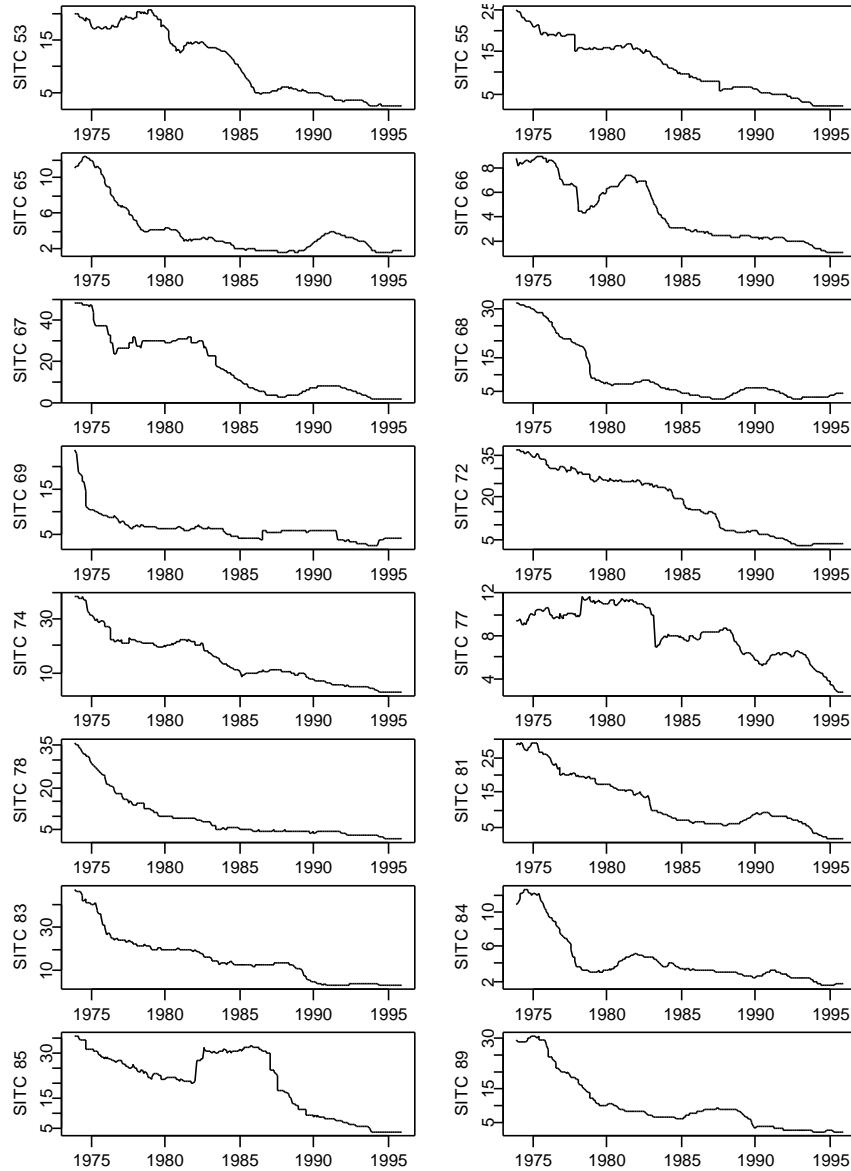 SITC 53
5 15
1975 1980 1985 1990 1995
SITC 55
5 15 25
1975 1980 1985 1990 1995
SITC 65
2 6 10
1975 1980 1985 1990 1995
SITC 66
2 4 6 8
1975 1980 1985 1990 1995
SITC 67
0 20 40
1975 1980 1985 1990 1995
SITC 68
5 15 30
1975 1980 1985 1990 1995
SITC 69
5 15
1975 1980 1985 1990 1995
SITC 72
5 20 35
1975 1980 1985 1990 1995
SITC 74
10 30
1975 1980 1985 1990 1995
SITC 77
4 8 12
1975 1980 1985 1990 1995
SITC 78
5 20 35
1975 1980 1985 1990 1995
SITC 81
5 15 25
1975 1980 1985 1990 1995
SITC 83
10 30
1975 1980 1985 1990 1995
SITC 84
2 6 10
1975 1980 1985 1990 1995
SITC 85
5 15 30
1975 1980 1985 1990 1995
SITC 89
5 15 30
1975 1980 1985 1990 1995